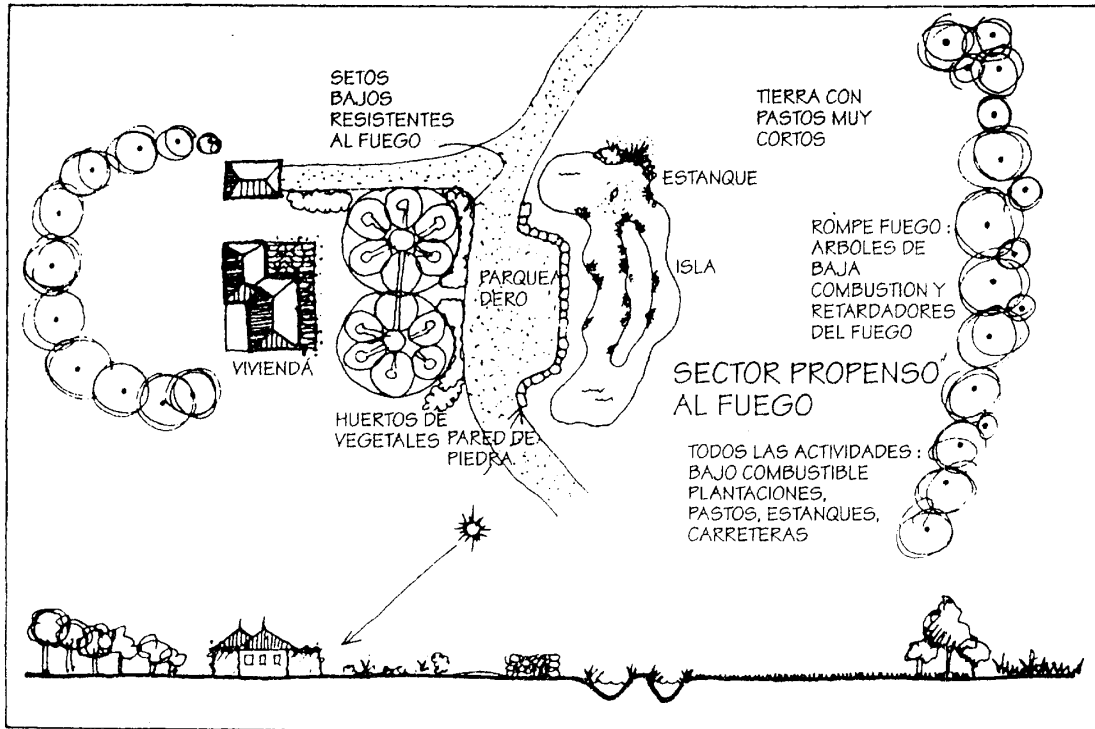 SETOS
BAJOS
RESISTENTES
AL FUEGO
TIERRA CON
PASTOS MUY
CORTOS
ESTANQUE
ROMPE FUEGO :
ARBOLES DE
BAJA
COMBUSTION Y
RETARDADORES
DEL FUEGO
ISLA
PARQUEA
DERO
VIVIENDA
SECTOR PROPENSO
AL FUEGO
HUERTOS DE
VEGETALES
PARED DE
PIEDRA
TODOS LAS ACTIVIDADES :
BAJO COMBUSTIBLE
PLANTACIONES,
PASTOS, ESTANQUES,
CARRETERAS